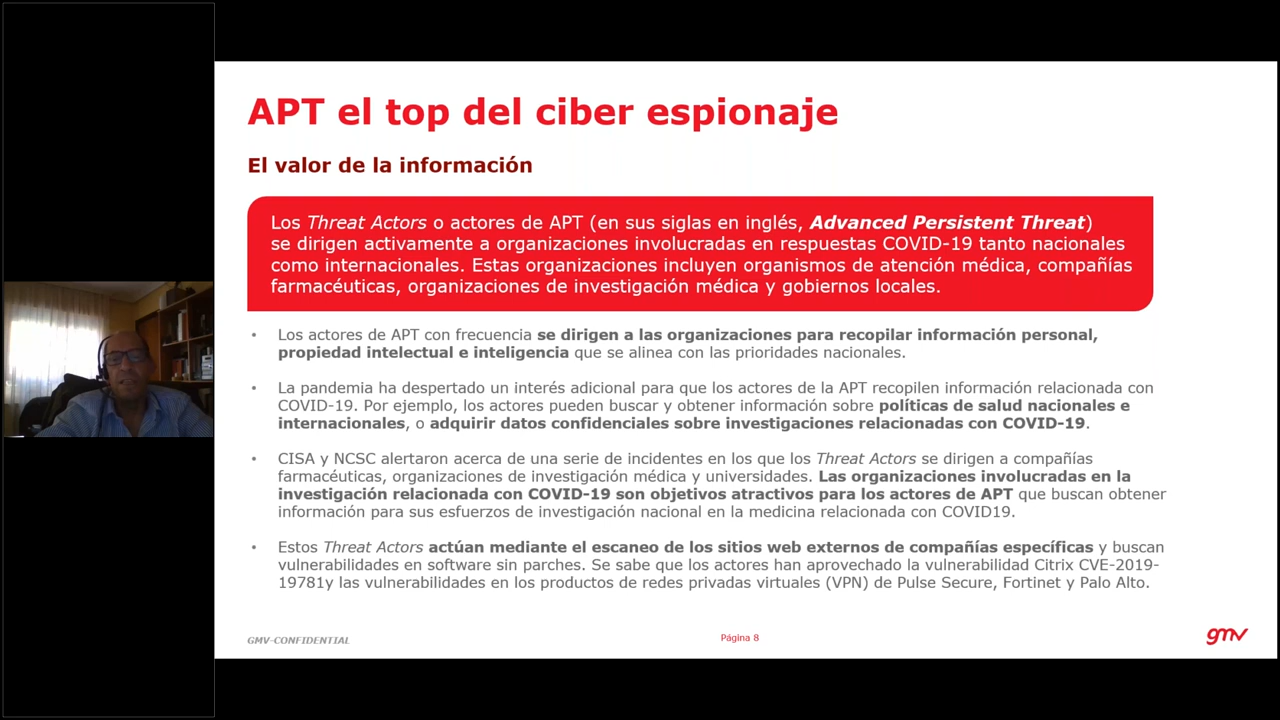 APT el top del ciber espionaje
El valor de la información
Los Threat Actors o actores de APT (en sus siglas en inglés, Advanced Persistent Threat)
se dirigen activamente a organizaciones involucradas en respuestas COVID-19 tanto nacionales
como internacionales. Estas organizaciones incluyen organismos de atención médica, compañías
farmacéuticas, organizaciones de investigación médica y gobiernos locales.
• Los actores de APT con frecuencia se dirigen a las organizaciones para recopilar información personal,
propiedad intelectual e inteligencia que se alinea con las prioridades nacionales.
• La pandemia ha despertado un interés adicional para que los actores de la APT recopilen información relacionada con
COVID-19. Por ejemplo, los actores pueden buscar y obtener información sobre políticas de salud nacionales e
internacionales, o adquirir datos confidenciales sobre investigaciones relacionadas con COVID-19.
• CISA y NCSC alertaron acerca de una serie de incidentes en los que los Threat Actors se dirigen a compañías
farmacéuticas, organizaciones de investigación médica y universidades. Las organizaciones involucradas en la
investigación relacionada con COVID-19 son objetivos atractivos para los actores de APT que buscan obtener
información para sus esfuerzos de investigación nacional en la medicina relacionada con COVID19.
• Estos Threat Actors actúan mediante el escaneo de los sitios web externos de compañías específicas y buscan
vulnerabilidades en software sin parches. Se sabe que los actores han aprovechado la vulnerabilidad Citrix CVE-2019-
19781y las vulnerabilidades en los productos de redes privadas virtuales (VPN) de Pulse Secure, Fortinet y Palo Alto.
GMV-CONFIDENTIAL
Página 8
gmv